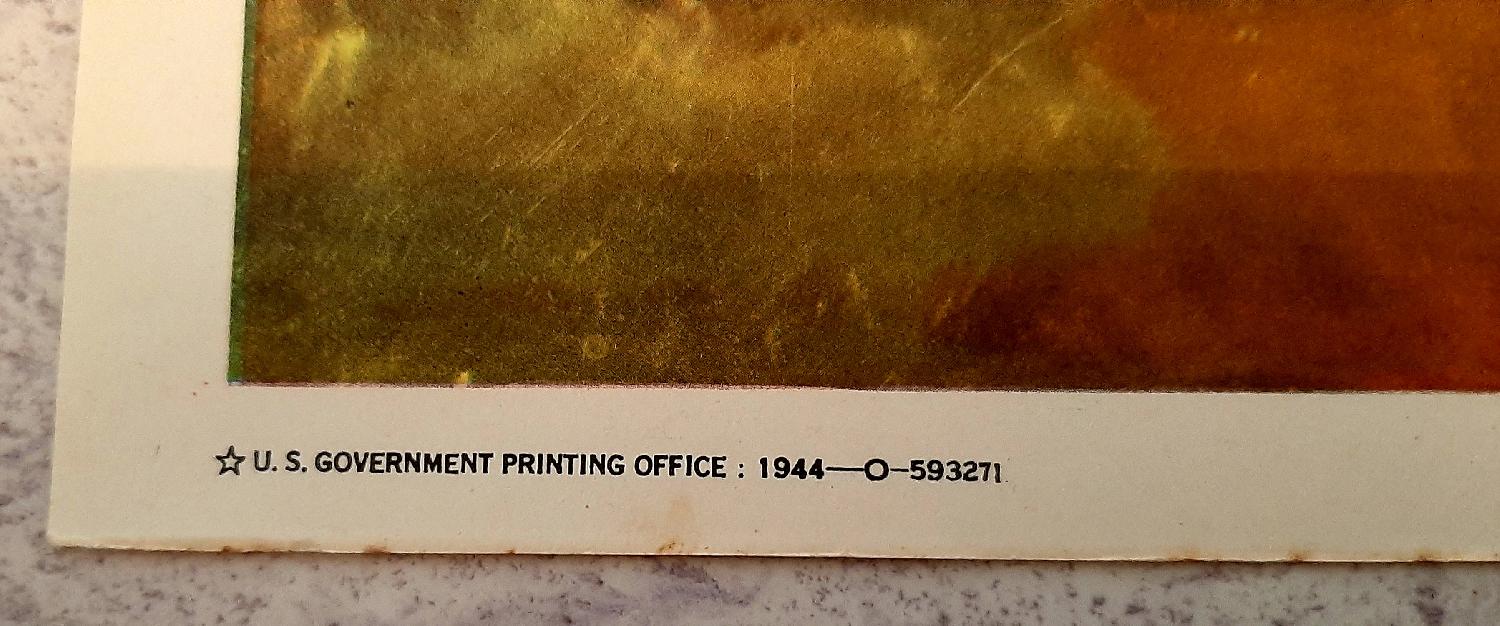 ☆ U. S. GOVERNMENT PRINTING OFFICE : 1944—O–593271